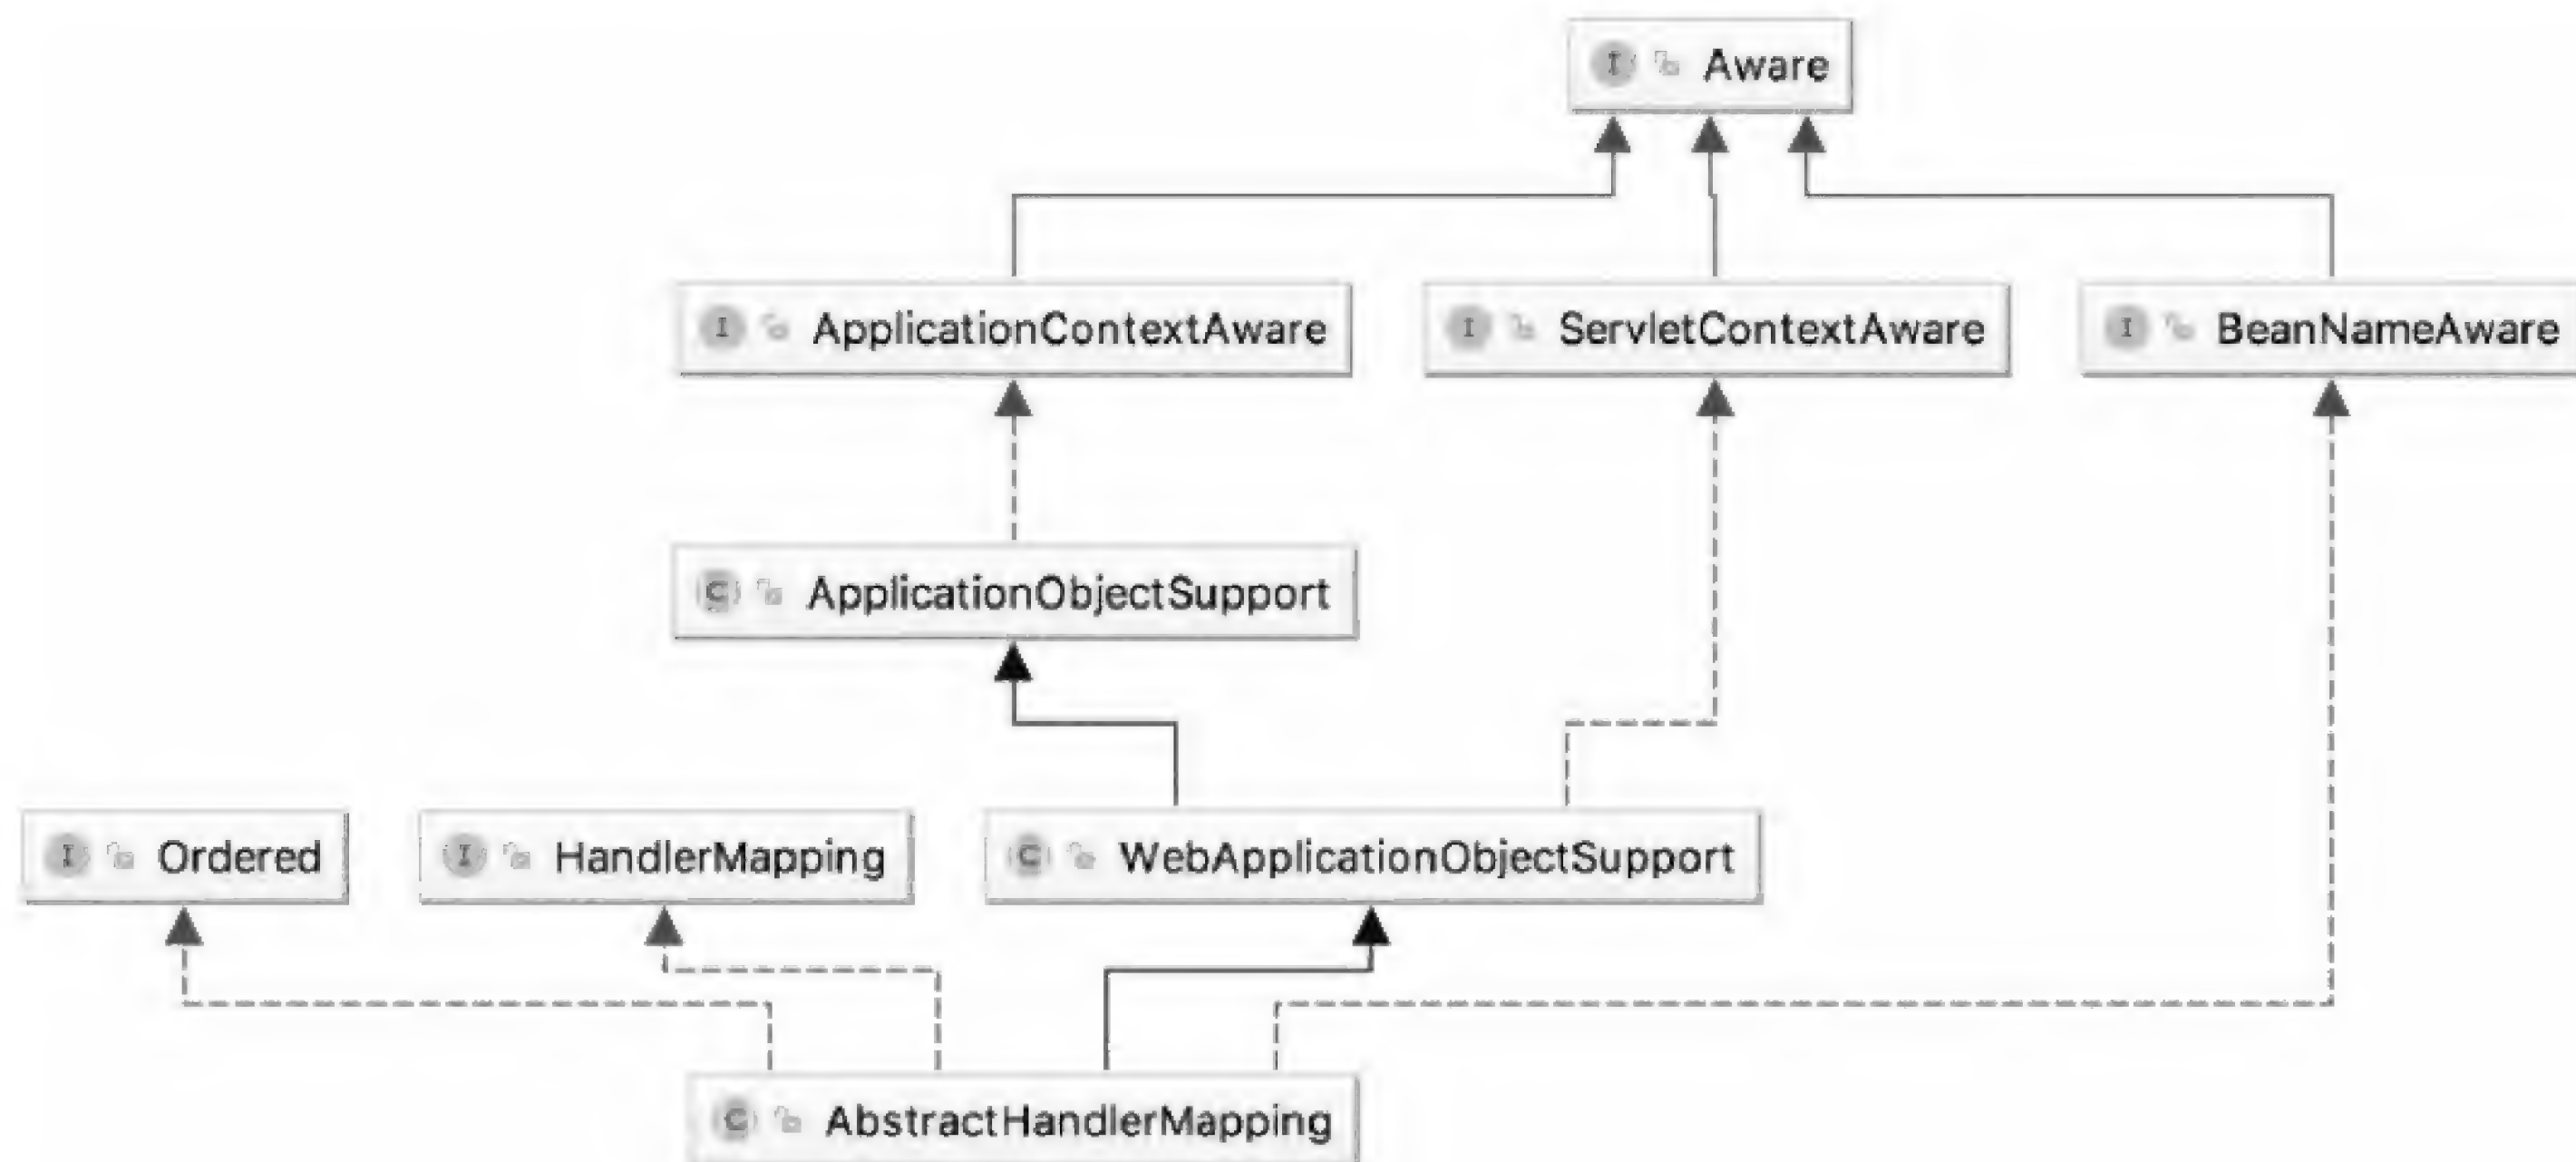 I Aware
I ApplicationContextAware
I ServletContextAware
I BeanNameAware
C ApplicationObjectSupport
I Ordered
I HandlerMapping
C WebApplicationObjectSupport
C AbstractHandlerMapping